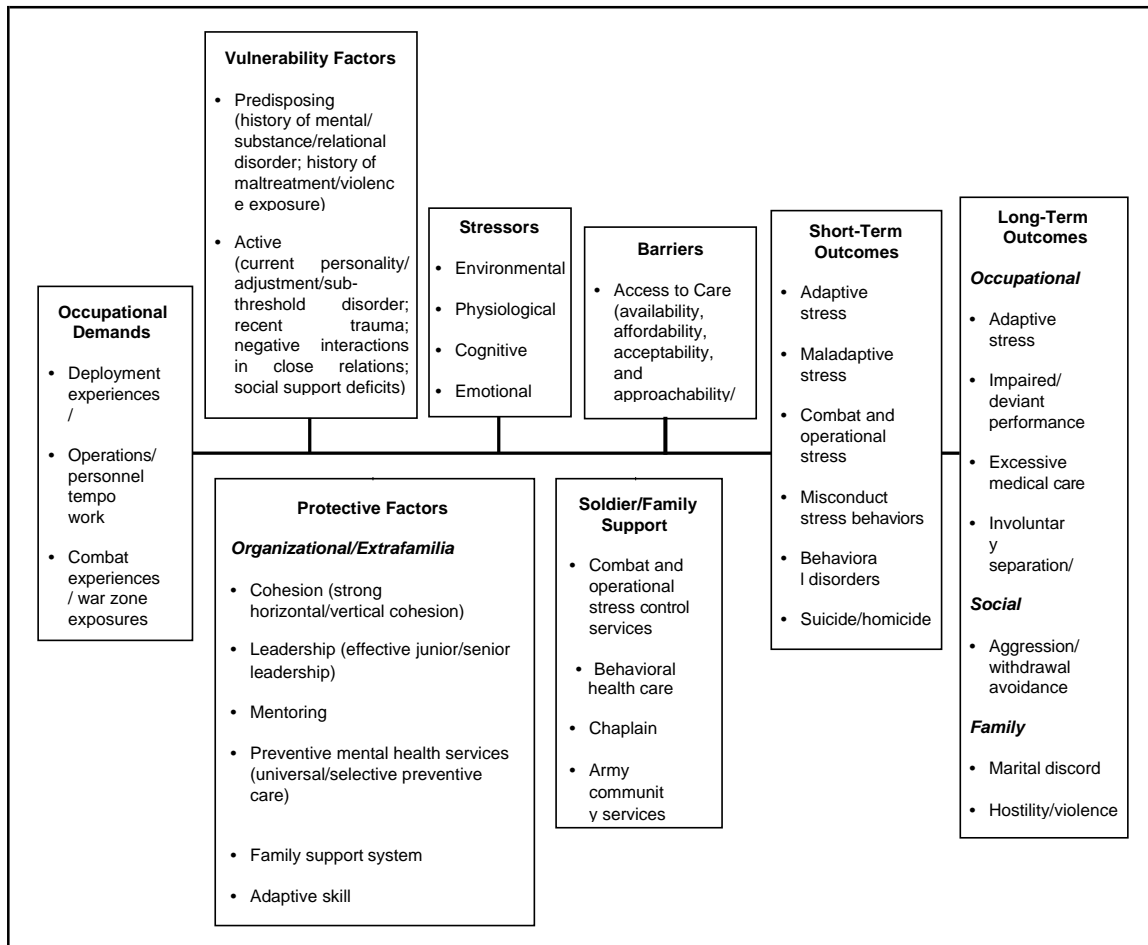 Occupational
Demands
• Deployment
experiences
/
• Operations/
personnel
tempo
work
• Combat
experiences
/ war zone
exposures
Vulnerability Factors
• Predisposing
(history of mental/
substance/relational
disorder; history of
maltreatment/violenc
e exposure)
• Active
(current personality/
adjustment/sub-
threshold disorder;
recent trauma;
negative interactions
in close relations;
social support deficits)
Protective Factors
Organizational/Extrafamilia
• Cohesion (strong
horizontal/vertical cohesion)
• Leadership (effective junior/senior
leadership)
• Mentoring
• Preventive mental health services
(universal/selective preventive
care)
• Family support system
• Adaptive skill
Stressors
• Environmental
• Physiological
• Cognitive
• Emotional
Barriers
• Access to Care
(availability,
affordability,
acceptability,
and
approachability/
Soldier/Family
Support
• Combat and
operational
stress control
services
• Behavioral
health care
• Chaplain
• Army
communit
y services
Short-Term
Outcomes
• Adaptive
stress
• Maladaptive
stress
• Combat and
operational
stress
• Misconduct
stress behaviors
• Behaviora
l disorders
• Suicide/homicide
Long-Term
Outcomes
Occupational
• Adaptive
stress
• Impaired/
deviant
performance
• Excessive
medical care
• Involuntar
y
separation/
Social
• Aggression/
withdrawal
avoidance
Family
• Marital discord
• Hostility/violence